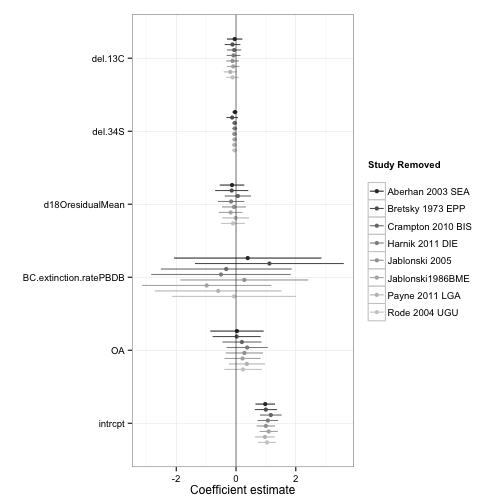 del.13C
del.34S
d18OresidualMean
BC.extinction.ratePBDB
OA
intrcpt
-2
0
2
Coefficient estimate
Study Removed
Aberhan 2003 SEA
Bretsky 1973 EPP
Crampton 2010 BIS
Harnik 2011 DIE
Jablonski 2005
Jablonski1986BME
Payne 2011 LGA
Rode 2004 UGU